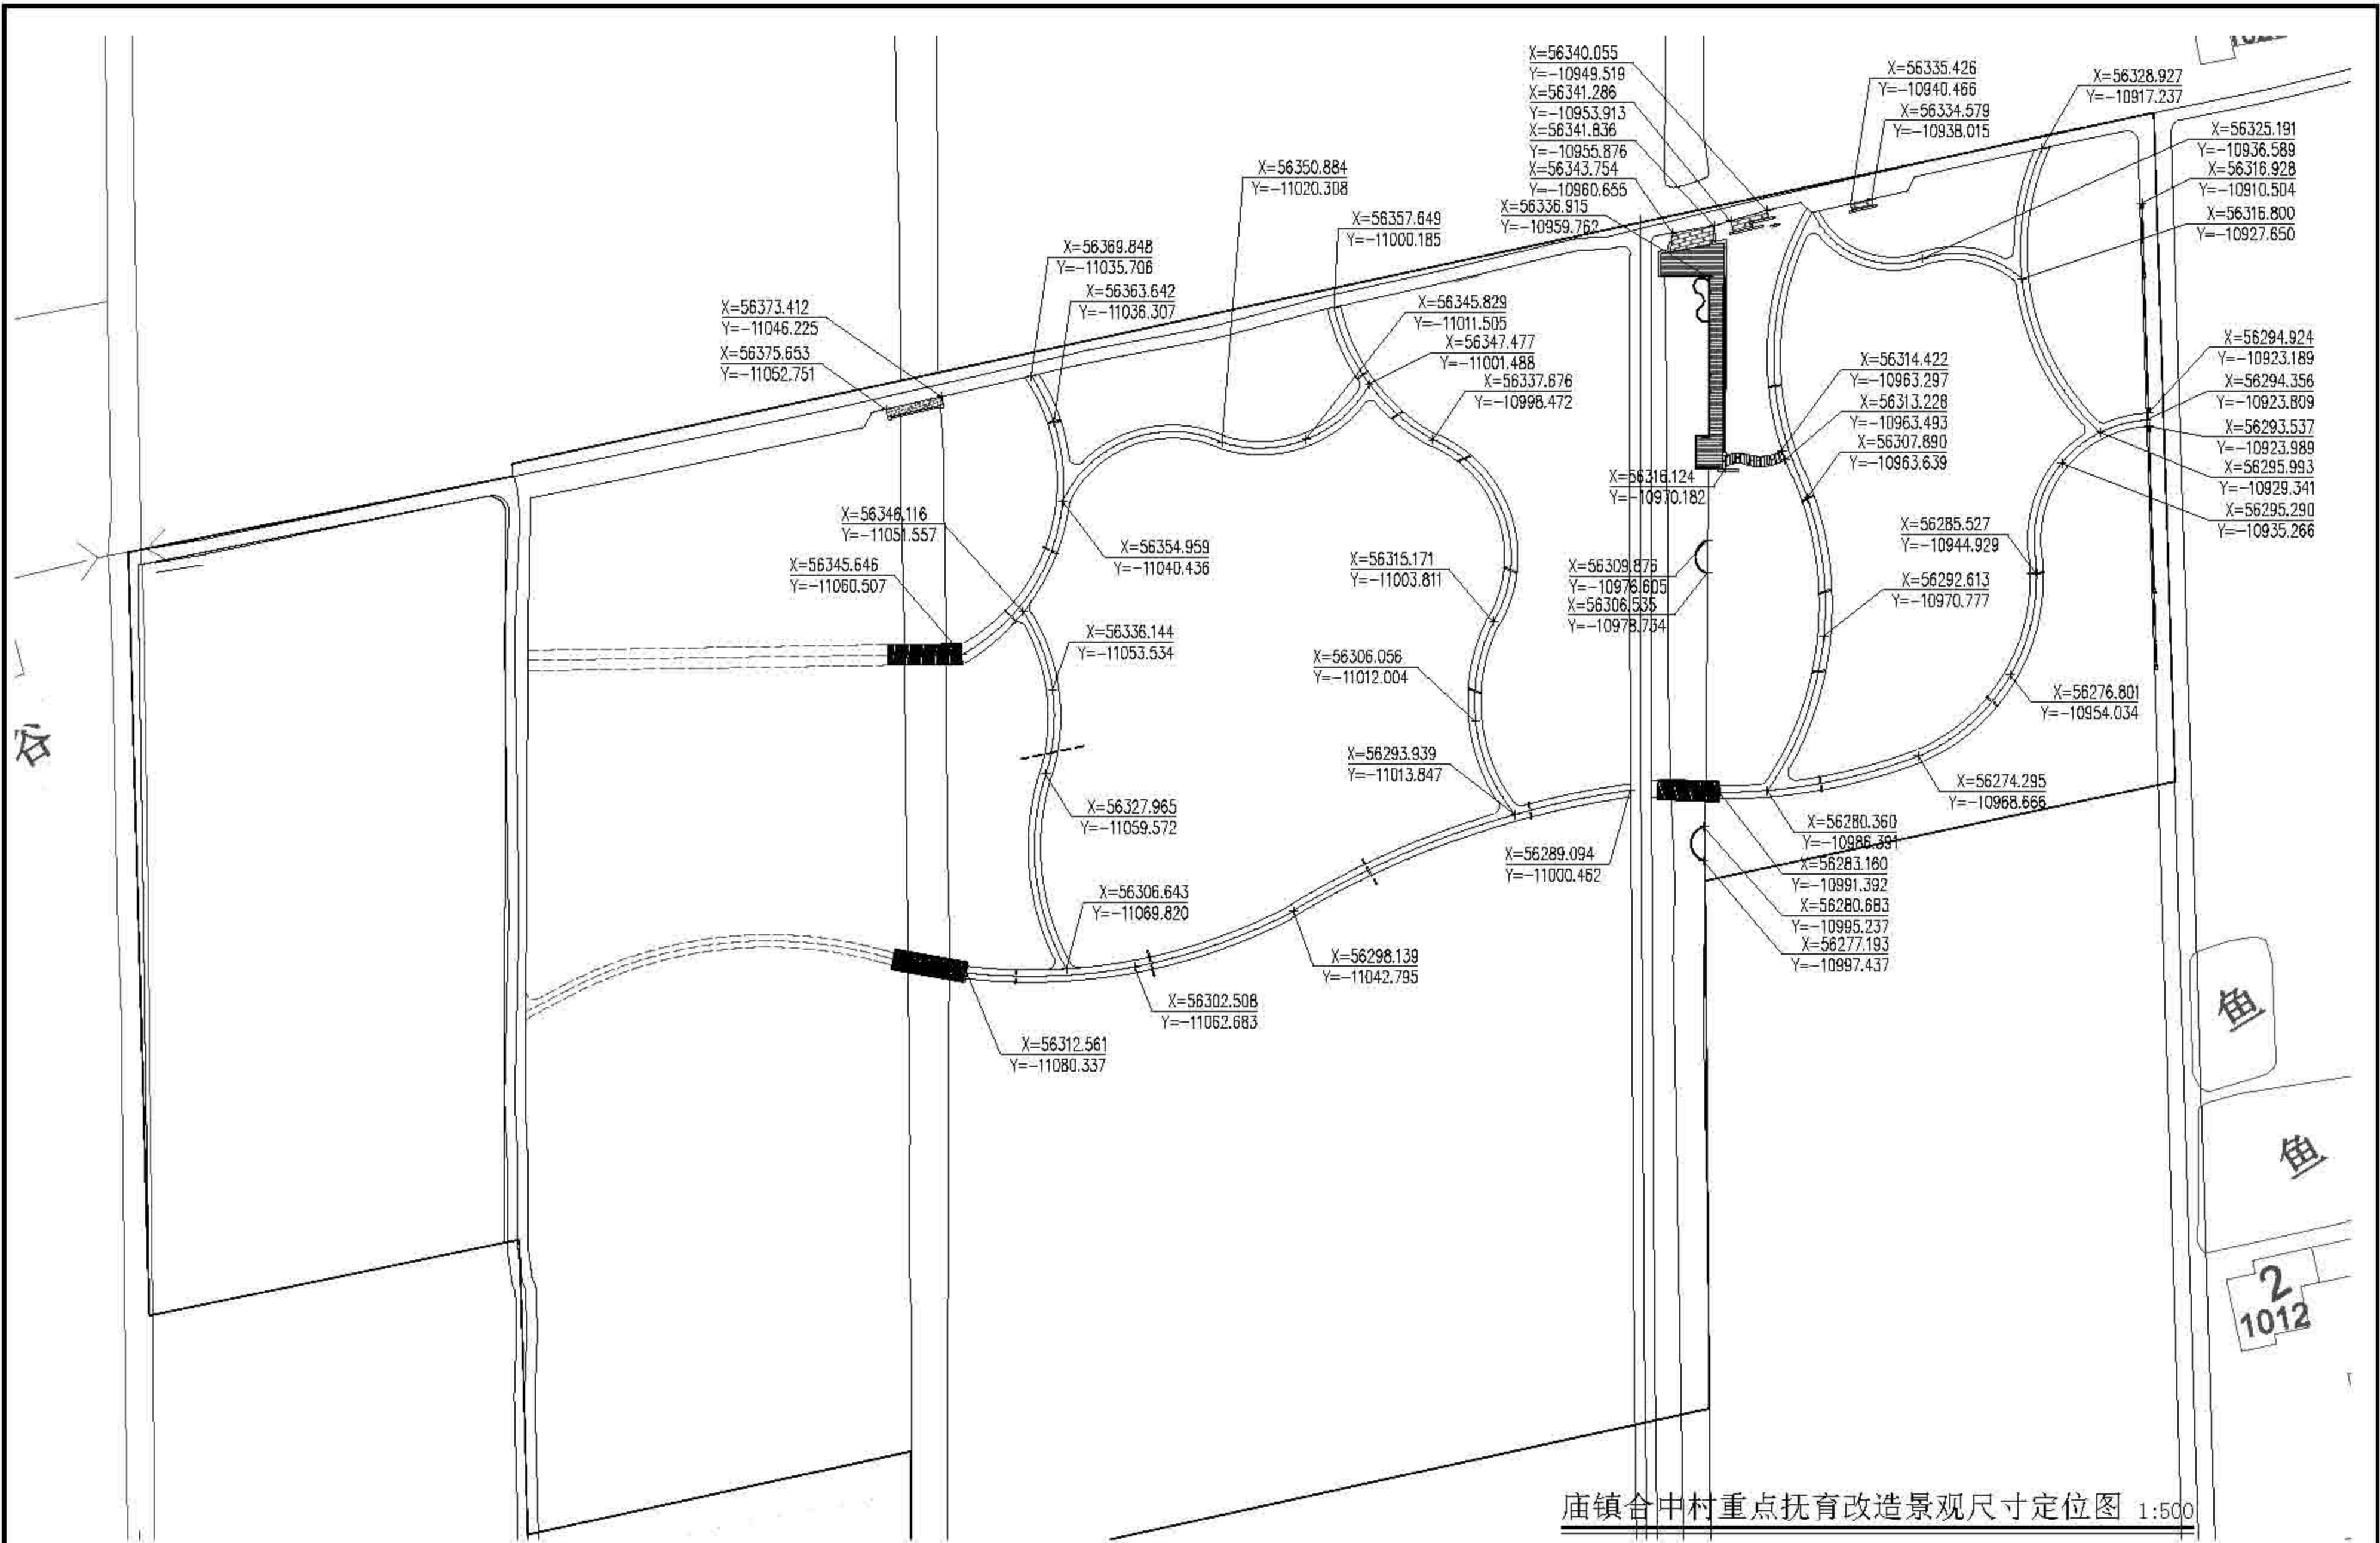 X=56340.055
Y=-10949.519
X=56341.286
Y=-10953.913
X=56341.836
Y=-10955.876
X=56343.754
Y=-10960.655
X=56336.915
Y=-10959.762
X=56335.426
Y=-10940.466
X=56334.579
Y=-10938.015
X=56328.927
Y=-10917.237
X=56325.191
Y=-10936.589
X=56316.928
Y=-10910.504
X=56316.800
Y=-10927.650
X=56350.884
Y=-11020.308
X=56357.649
Y=-11000.185
X=56369.848
Y=-11035.706
X=56363.642
Y=-11036.307
X=56373.412
Y=-11046.225
X=56375.653
Y=-11052.751
X=56345.829
Y=-11011.505
X=56347.477
Y=-11001.488
X=56337.676
Y=-10998.472
X=56314.422
Y=-10963.297
X=56313.228
Y=-10963.493
X=56307.890
Y=-10963.639
X=56294.924
Y=-10923.189
X=56294.356
Y=-10923.809
X=56293.537
Y=-10923.989
X=56295.993
Y=-10929.341
X=56295.290
Y=-10935.266
X=56316.124
Y=-10970.182
X=56346.116
Y=-11051.557
X=56345.646
Y=-11060.507
X=56354.959
Y=-11040.436
X=56315.171
Y=-11003.811
X=56309.875
Y=-10976.605
X=56306.535
Y=-10978.734
X=56285.527
Y=-10944.929
X=56292.613
Y=-10970.777
X=56336.144
Y=-11053.534
X=56306.056
Y=-11012.004
X=56276.801
Y=-10954.034
谷
X=56293.939
Y=-11013.847
X=56274.295
Y=-10968.666
X=56327.965
Y=-11059.572
X=56280.360
Y=-10986.391
X=56289.094
Y=-11000.462
X=56283.160
Y=-10991.392
X=56280.683
Y=-10995.237
X=56277.193
Y=-10997.437
X=56306.643
Y=-11069.820
X=56298.139
Y=-11042.795
X=56302.508
Y=-11062.683
X=56312.561
Y=-11080.337
鱼
鱼
2
1012
庙镇合中村重点抚育改造景观尺寸定位图 1:500